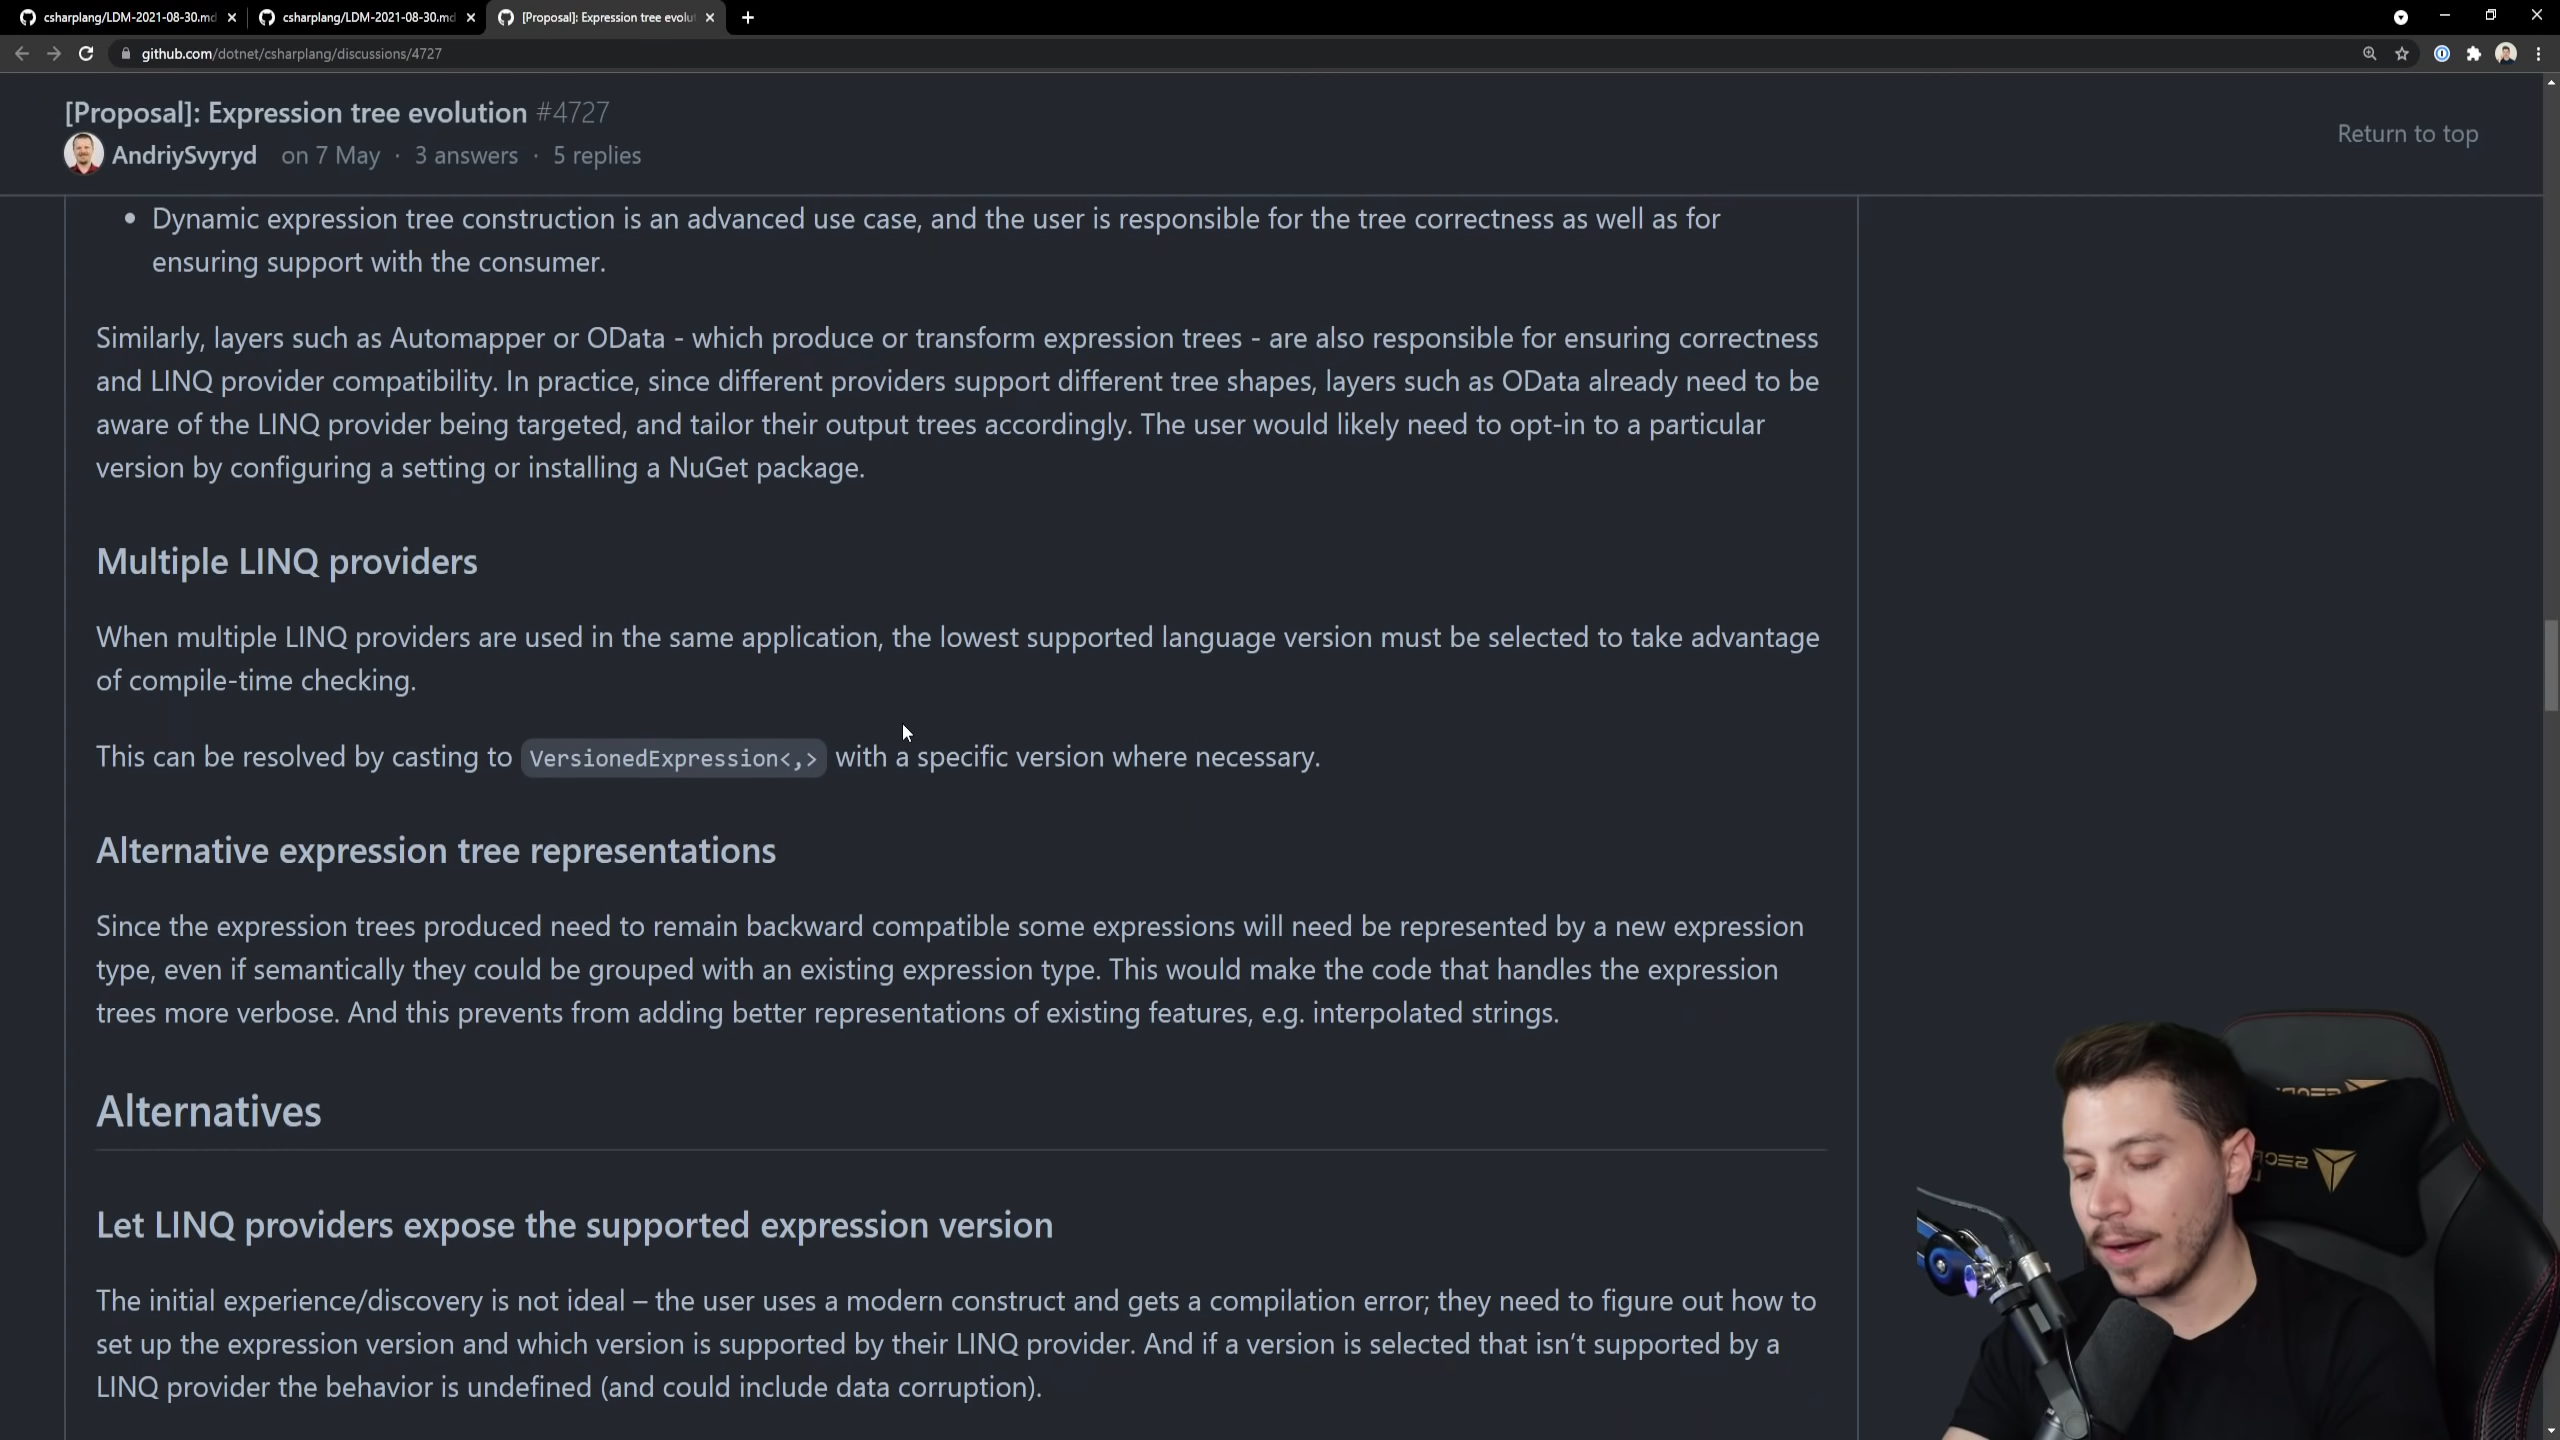 csharplang/LDM-2021-08-30.md
csharplang/LDM-2021-08-30.md
[Proposal]: Expression tree evolu
github.com/dotnet/csharplang/discussions/4727
[Proposal]: Expression tree evolution #4727
AndriySvyryd on 7 May · 3 answers · 5 replies
Return to top
• Dynamic expression tree construction is an advanced use case, and the user is responsible for the tree correctness as well as for
ensuring support with the consumer.
Similarly, layers such as Automapper or OData - which produce or transform expression trees - are also responsible for ensuring correctness
and LINQ provider compatibility. In practice, since different providers support different tree shapes, layers such as OData already need to be
aware of the LINQ provider being targeted, and tailor their output trees accordingly. The user would likely need to opt-in to a particular
version by configuring a setting or installing a NuGet package.
Multiple LINQ providers
When multiple LINQ providers are used in the same application, the lowest supported language version must be selected to take advantage
of compile-time checking.
This can be resolved by casting to VersionedExpression<,> with a specific version where necessary.
Alternative expression tree representations
Since the expression trees produced need to remain backward compatible some expressions will need be represented by a new expression
type, even if semantically they could be grouped with an existing expression type. This would make the code that handles the expression
trees more verbose. And this prevents from adding better representations of existing features, e.g. interpolated strings.
Alternatives
Let LINQ providers expose the supported expression version
The initial experience/discovery is not ideal – the user uses a modern construct and gets a compilation error; they need to figure out how to
set up the expression version and which version is supported by their LINQ provider. And if a version is selected that isn't supported by a
LINQ provider the behavior is undefined (and could include data corruption).